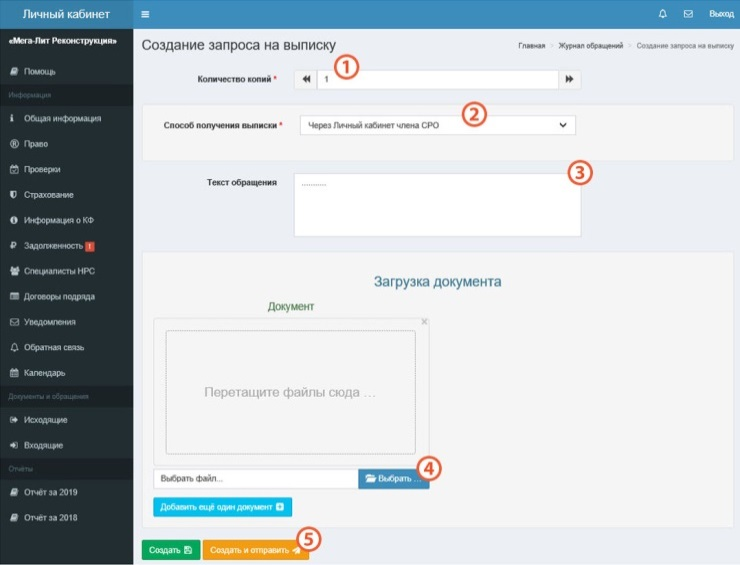 Личный кабинет
Выход
«Мега-Лит Реконструкция»
Помощь
Информация
Общая информация
Право
Проверки
Страхование
Информация о КФ
Задолженность 1
Специалисты НРС
Договоры подряда
Уведомления
Обратная связь
Календарь
Документы и обращения
Исходящие
Входящие
Отчёты
Отчёт за 2019
Отчёт за 2018
Создание запроса на выписку
Главная > Журнал обращений > Создание запроса на выписку
Количество копий * 1
1
Способ получения выписки * Через Личный кабинет члена СРО
2
Текст обращения ...........
3
Загрузка документа
Документ
Перетащите файлы сюда ...
Выбрать файл... Выбрать ...
4
Добавить ещё один документ
Создать Создать и отправить
5